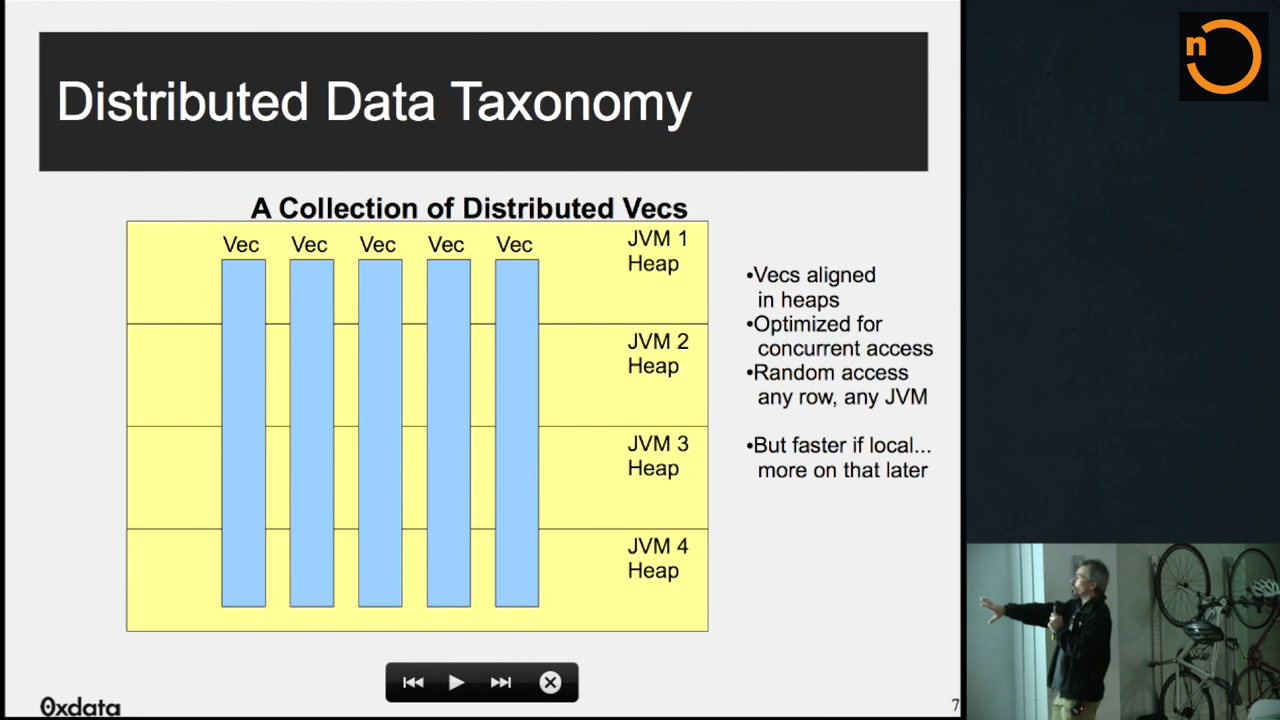 n
Distributed Data Taxonomy
A Collection of Distributed Vecs
Vec Vec Vec Vec Vec
JVM 1
Heap
JVM 2
Heap
JVM 3
Heap
JVM 4
Heap
•Vecs aligned
in heaps
•Optimized for
concurrent access
•Random access
any row, any JVM
•But faster if local...
more on that later
0xdata
7